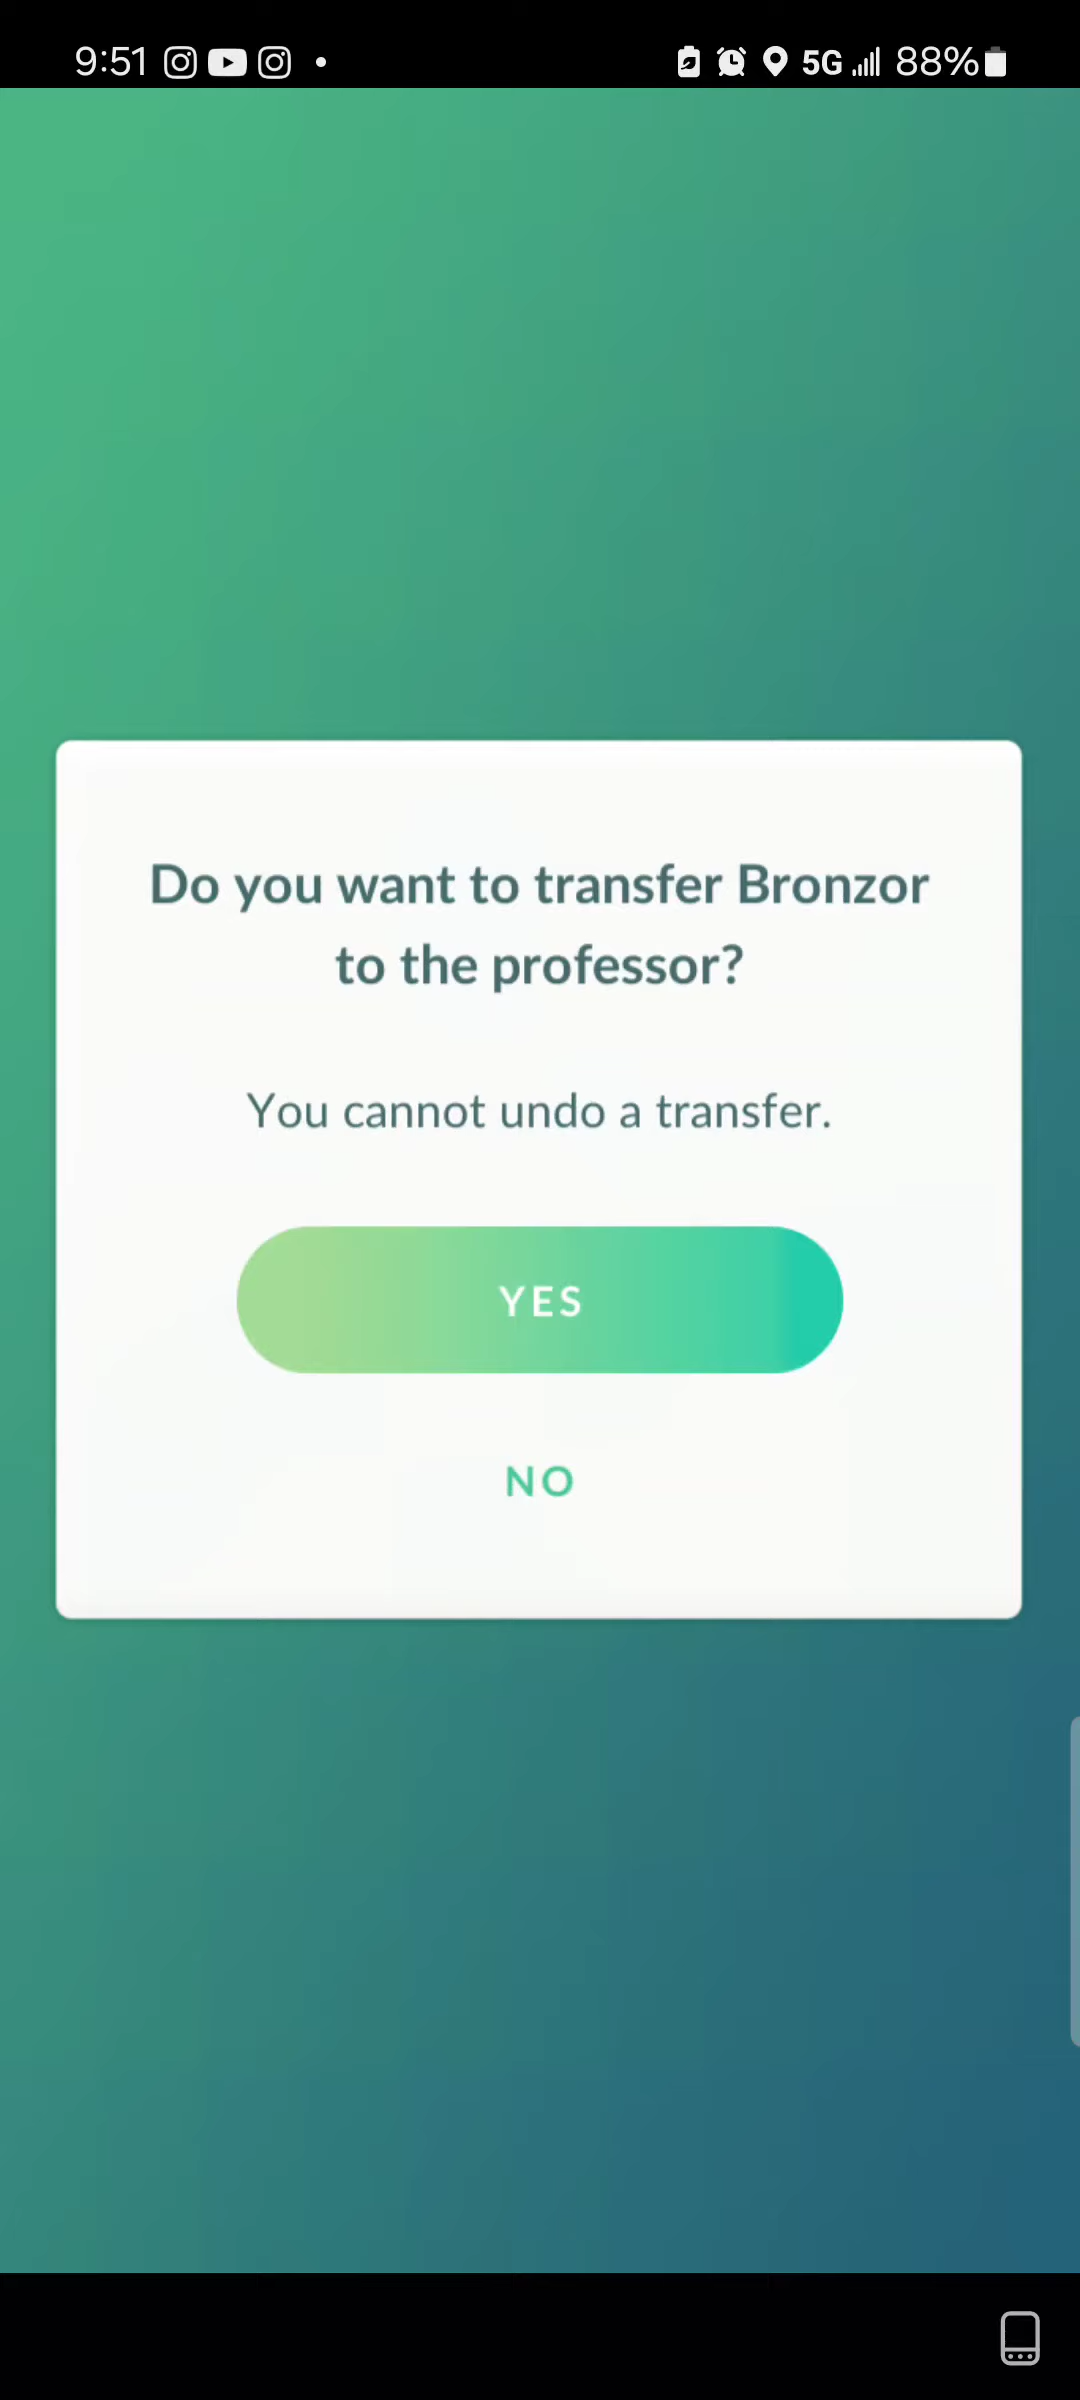 9:51 5G 88%
Do you want to transfer Bronzor
to the professor?
You cannot undo a transfer.
YES
NO